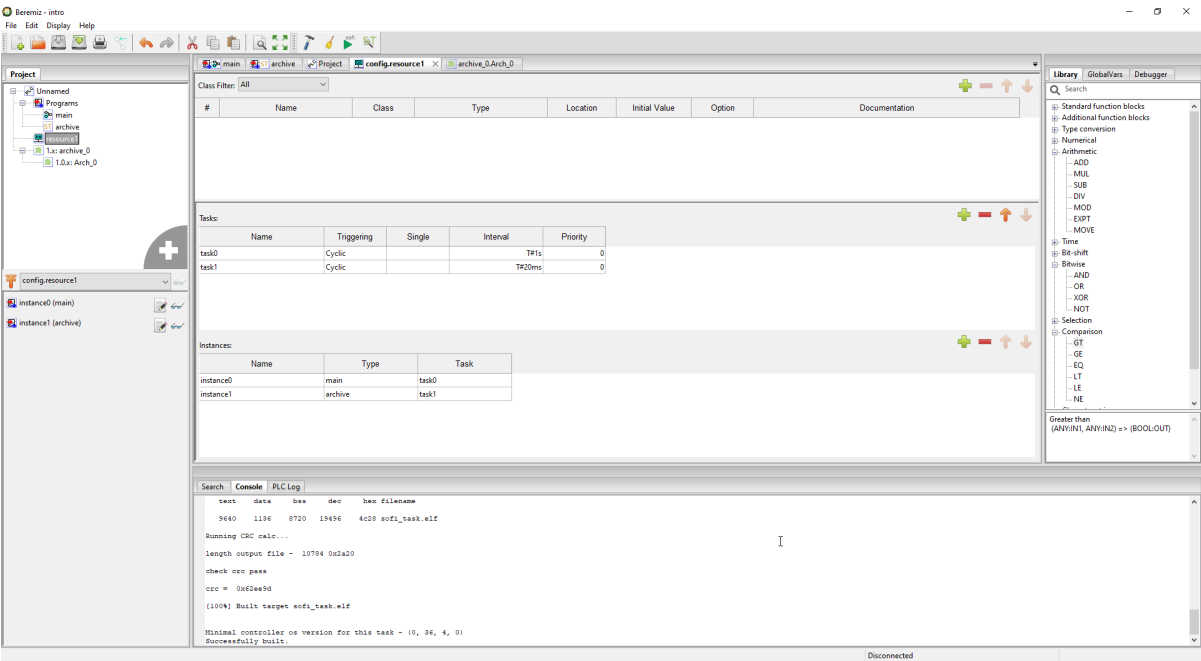 Beremiz - intro
File Edit Display Help
Project
Unnamed
Programs
main
archive
resource1
1.x: archive_0
1.0.x: Arch_0
config.resource1
instance0 (main)
instance1 (archive)
main archive Project config.resource1 archive_0.Arch_0
Class Filter: All
# Name Class Type Location Initial Value Option Documentation
Tasks:
Name Triggering Single Interval Priority
task0 Cyclic T#1s 0
task1 Cyclic T#20ms 0
Instances:
Name Type Task
instance0 main task0
instance1 archive task1
Search Console PLC Log
text data bss dec hex filename
9640 1136 8720 19496 4c28 sofi_task.elf
Running CRC calc...
length output file - 10784 0x2a20
check crc pass
crc = 0x62ee9d
[100%] Built target sofi_task.elf
Minimal controller os version for this task - (0, 36, 4, 0)
Successfully built.
Library GlobalVars Debugger
Search
Standard function blocks
Additional function blocks
Type conversion
Numerical
Arithmetic
ADD
MUL
SUB
DIV
MOD
EXPT
MOVE
Time
Bit-shift
Bitwise
AND
OR
XOR
NOT
Selection
Comparison
GT
GE
EQ
LT
LE
NE
Greater than
(ANY:IN1, ANY:IN2) => (BOOL:OUT)
Disconnected